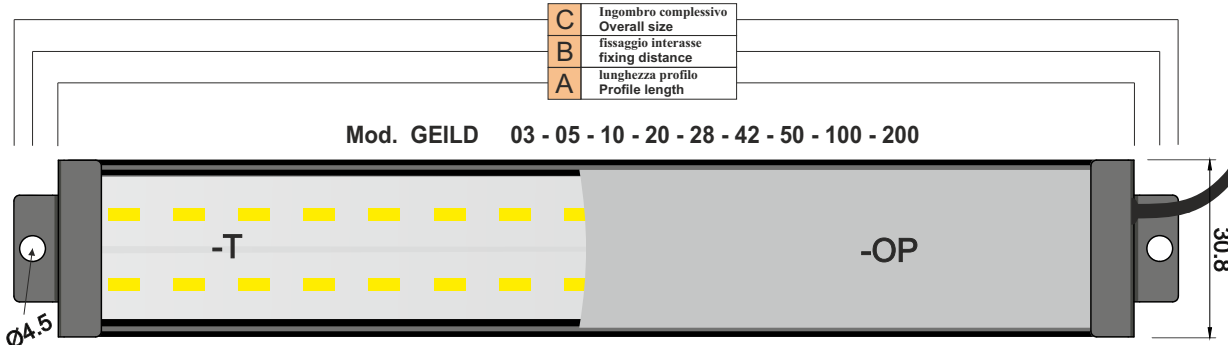 C Ingombro complessivo
Overall size
B fissaggio interasse
fixing distance
A lunghezza profilo
Profile length
Mod. GEILD 03 - 05 - 10 - 20 - 28 - 42 - 50 - 100 - 200
-T
-OP
30.8
Ø4.5